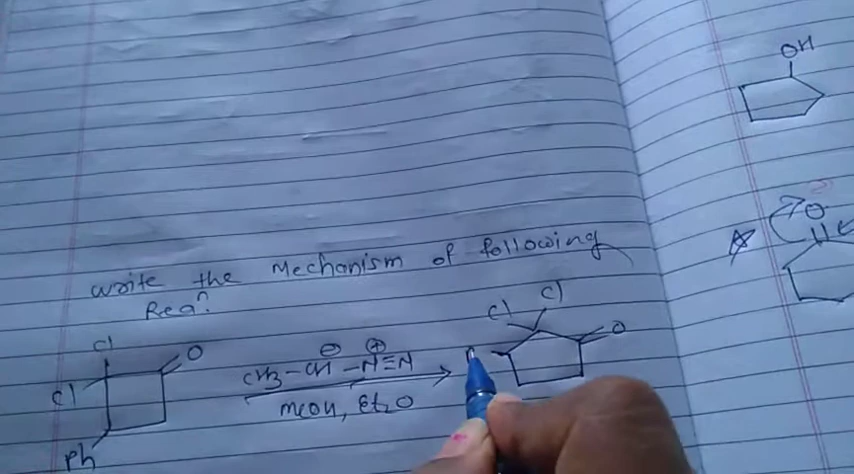 OH
O
write the Mechanism of following
Reaⁿ.
Cl
Cl
O
Ph
CH₃-CH-N≡N
⊖ ⊕
MeOH, Et₂O
Cl Cl
O